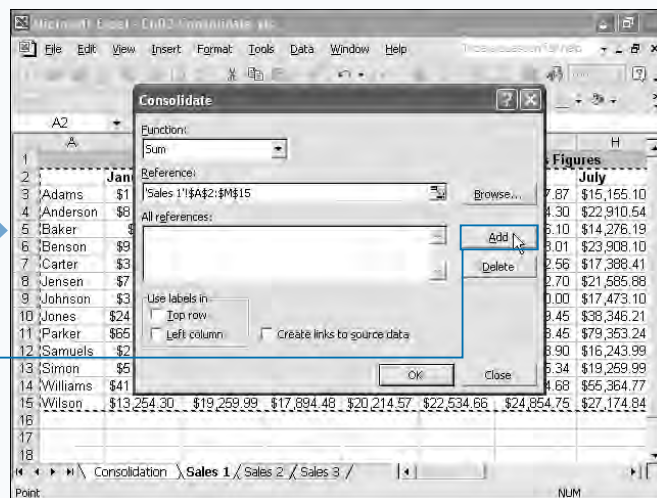 Microsoft Excel - Ch02 Consolidate.xls
File Edit View Insert Format Tools Data Window Help
A2
Consolidate
Function:
Sum
Reference:
'Sales 1'!$A$2:$M$15
Browse...
All references:
Add
Delete
Use labels in
Top row
Left column
Create links to source data
OK
Close
A H
1 Figures
2 July
3 Adams $1 7.87 $15,155.10
4 Anderson $8 4.30 $22,910.54
5 Baker 6.10 $14,276.19
6 Benson $9 3.01 $23,908.10
7 Carter $3 2.56 $17,388.41
8 Jensen $7 2.70 $21,585.88
9 Johnson $3 0.00 $17,473.10
10 Jones $24 9.45 $38,346.21
11 Parker $65 8.45 $79,353.24
12 Samuels $2 8.90 $16,243.99
13 Simon $5 5.34 $19,259.99
14 Williams $41 4.68 $55,364.77
15 Wilson $13,254.30 $19,259.99 $17,894.48 $20,214.57 $22,534.66 $24,854.75 $27,174.84
16
17
18
Consolidation Sales 1 Sales 2 Sales 3
Point NUM